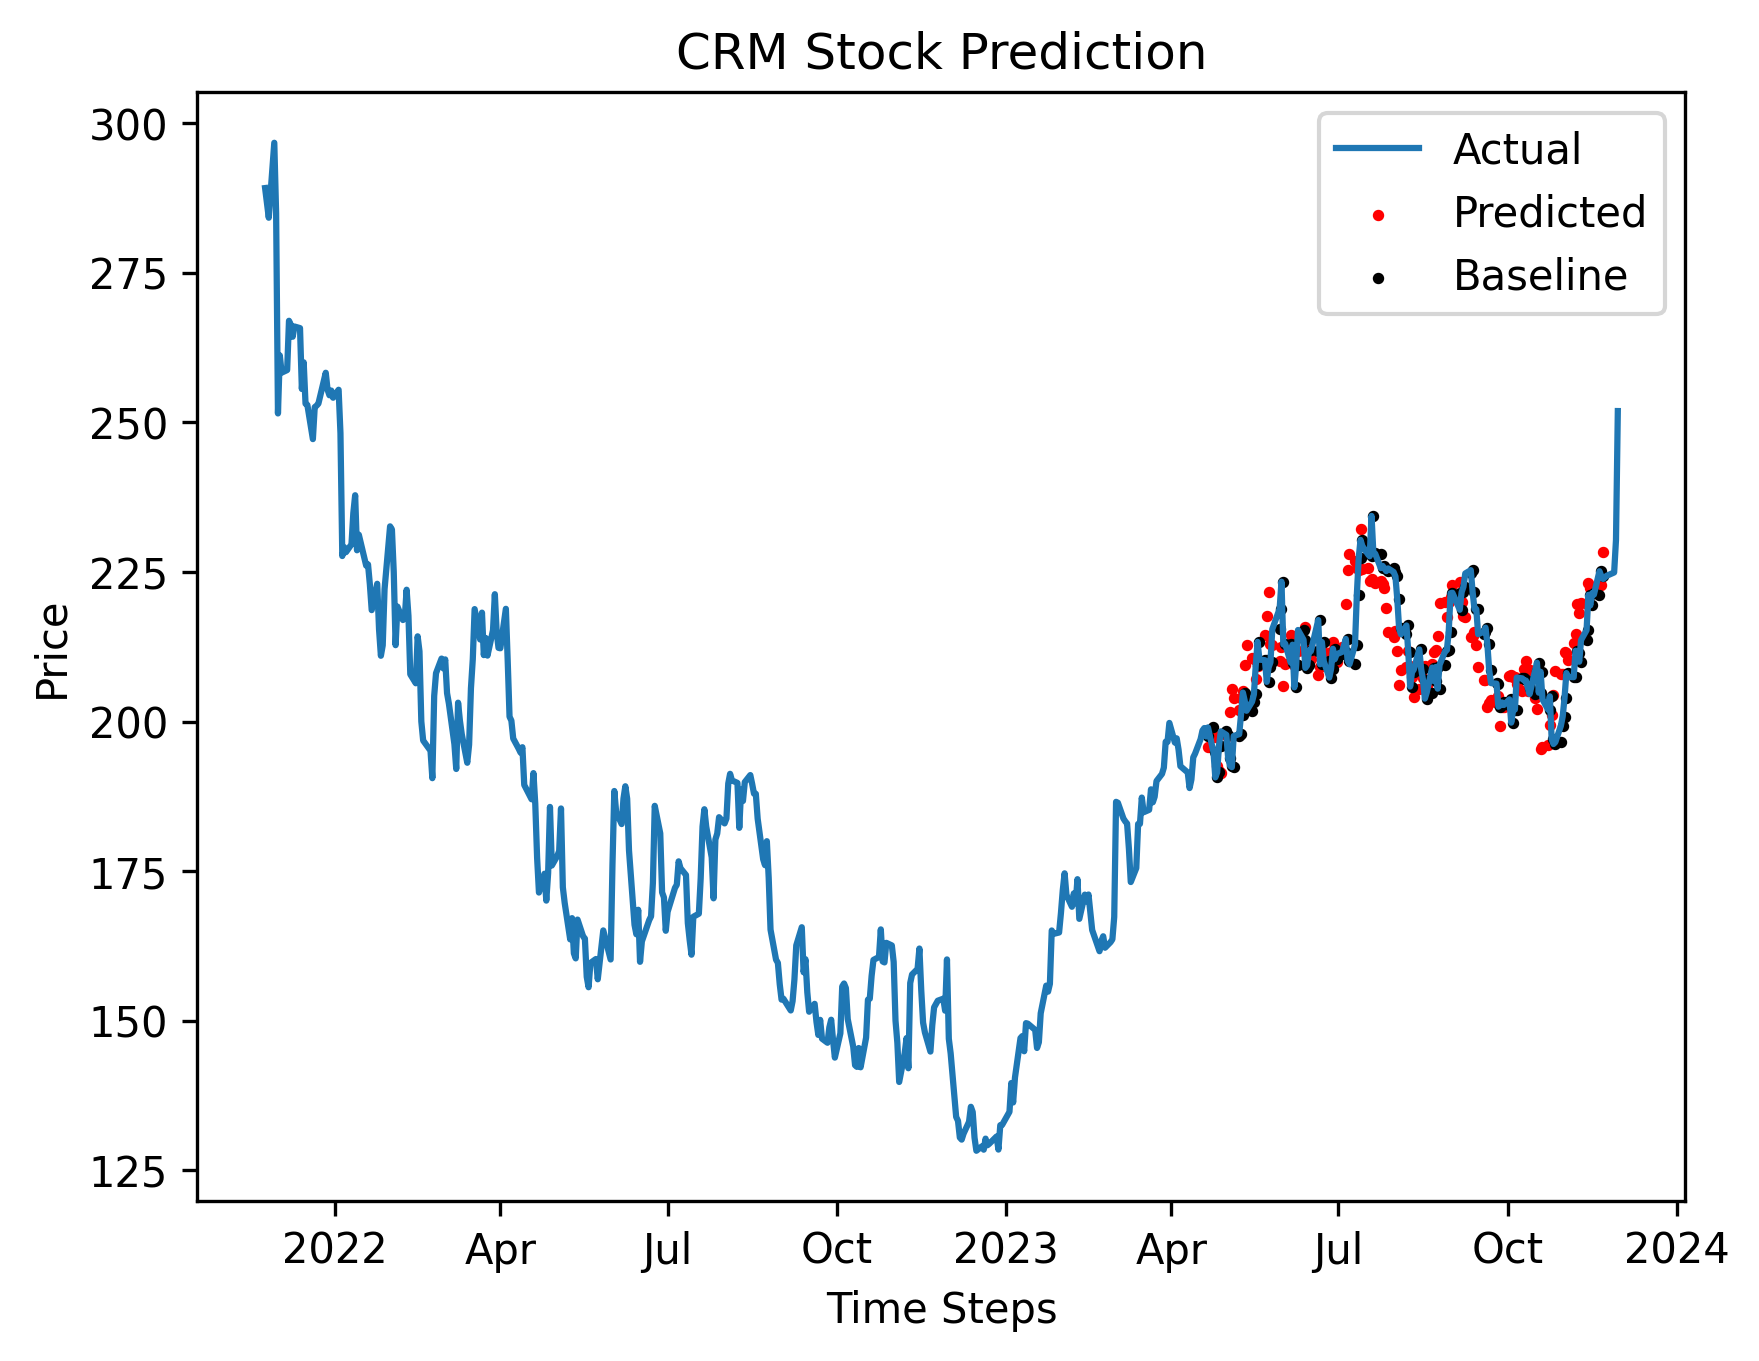 CRM Stock Prediction
300
275
250
225
200
175
150
125
Price
Actual
Predicted
Baseline
2022 Apr Jul Oct 2023 Apr Jul Oct 2024
Time Steps